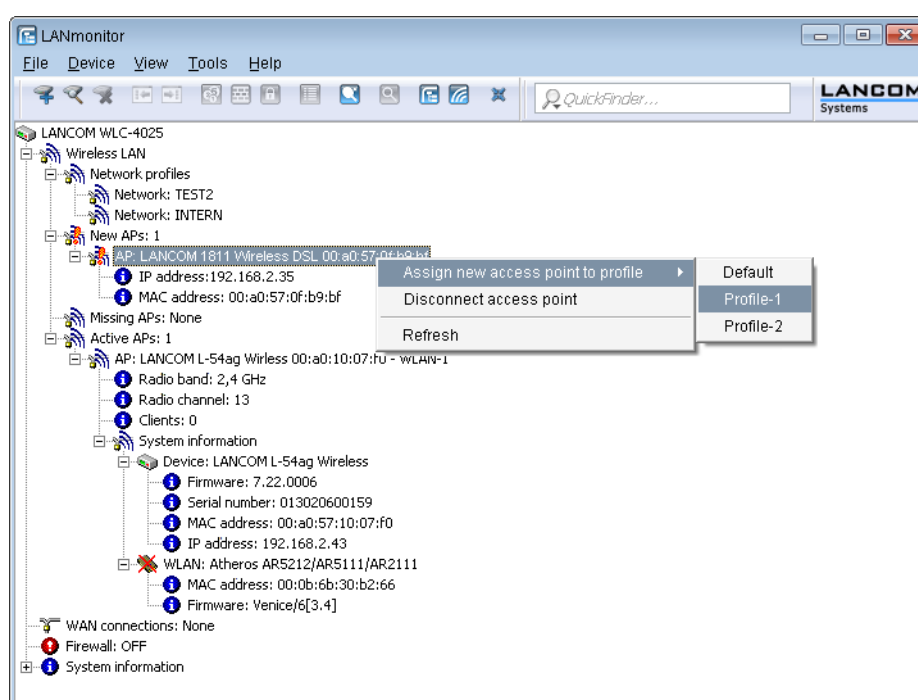 LANmonitor
File Device View Tools Help
QuickFinder...
LANCOM
Systems
LANCOM WLC-4025
Wireless LAN
Network profiles
Network: TEST2
Network: INTERN
New APs: 1
AP: LANCOM 1811 Wireless DSL 00:a0:57:0f:b9:bf
IP address:192.168.2.35
MAC address: 00:a0:57:0f:b9:bf
Assign new access point to profile
Disconnect access point
Refresh
Default
Profile-1
Profile-2
Missing APs: None
Active APs: 1
AP: LANCOM L-54ag Wirless 00:a0:10:07:f0 - WLAN-1
Radio band: 2,4 GHz
Radio channel: 13
Clients: 0
System information
Device: LANCOM L-54ag Wireless
Firmware: 7.22.0006
Serial number: 013020600159
MAC address: 00:a0:57:10:07:f0
IP address: 192.168.2.43
WLAN: Atheros AR5212/AR5111/AR2111
MAC address: 00:0b:6b:30:b2:66
Firmware: Venice/6[3.4]
WAN connections: None
Firewall: OFF
System information